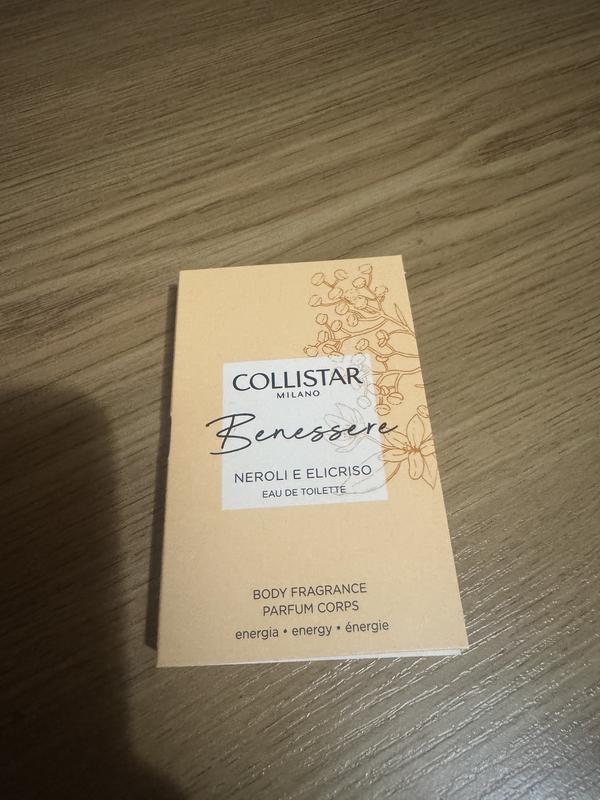 COLLISTAR
MILANO
Benessere
NEROLI E ELICRISO
EAU DE TOILETTE
BODY FRAGRANCE
PARFUM CORPS
energia • energy • énergie